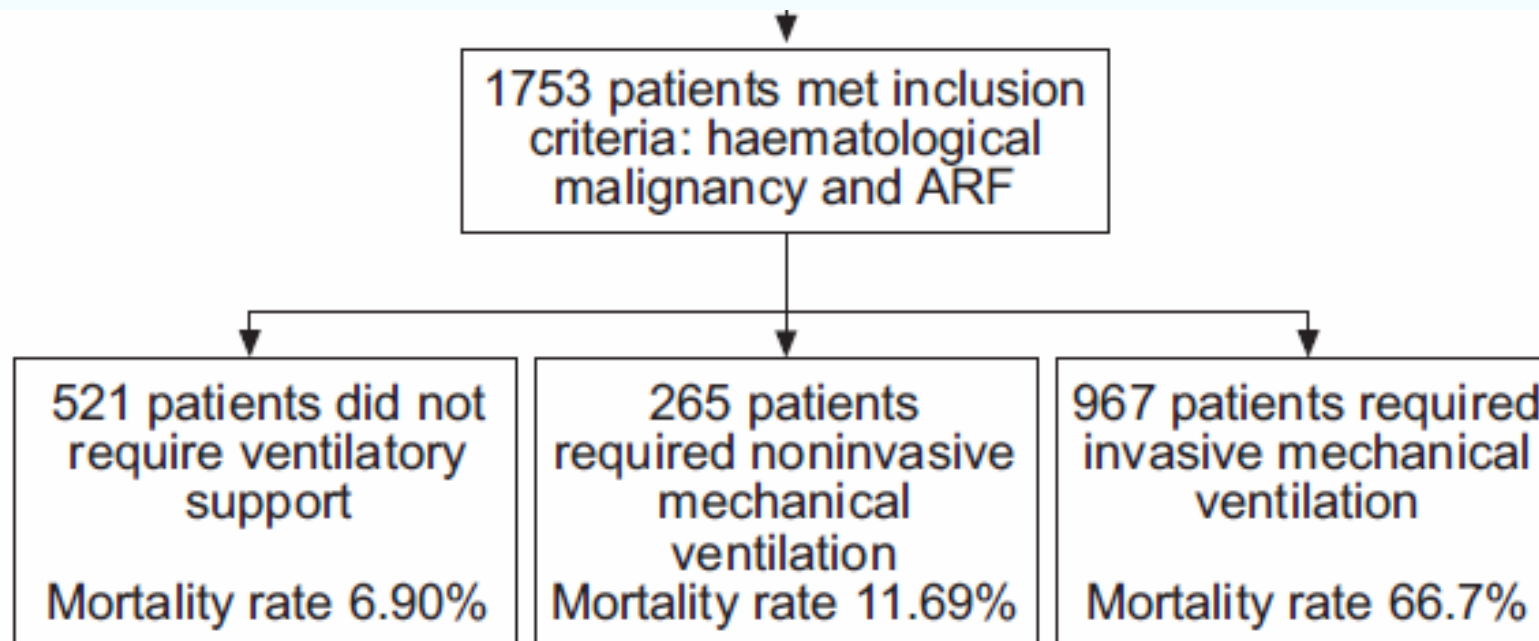 1753 patients met inclusion
criteria: haematological
malignancy and ARF
521 patients did not
require ventilatory
support
Mortality rate 6.90%
265 patients
required noninvasive
mechanical
ventilation
Mortality rate 11.69%
967 patients required
invasive mechanical
ventilation
Mortality rate 66.7%